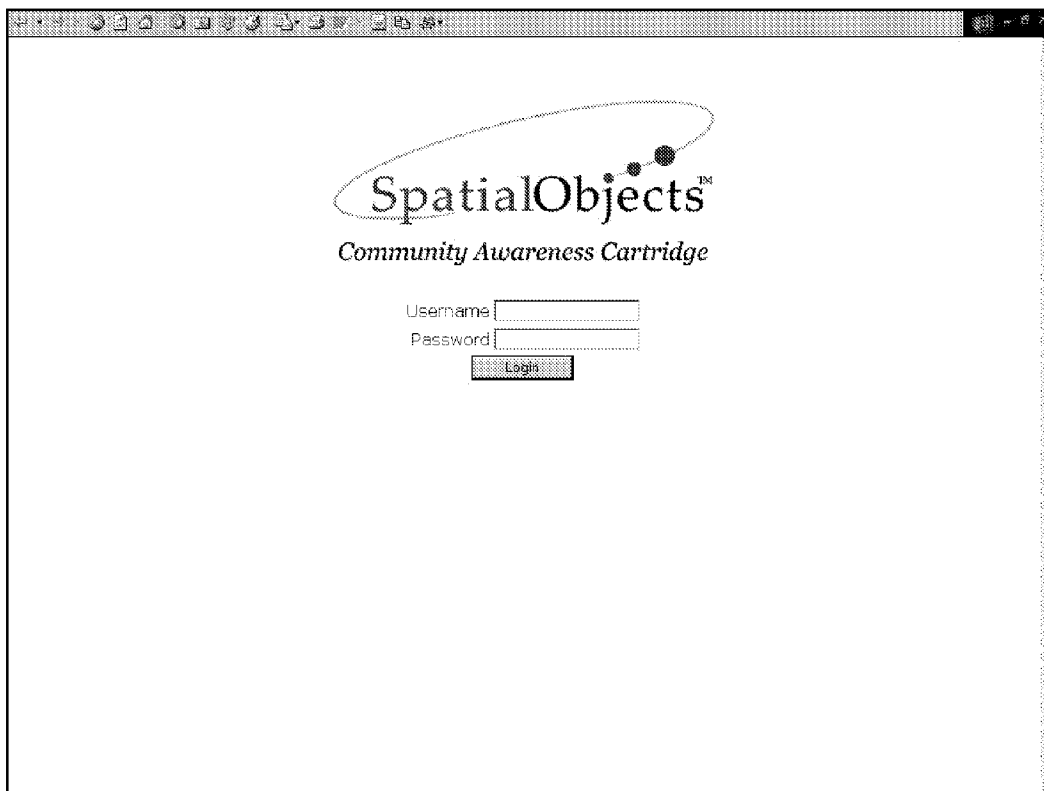 SpatialObjects™
Community Awareness Cartridge
Username
Password
Login